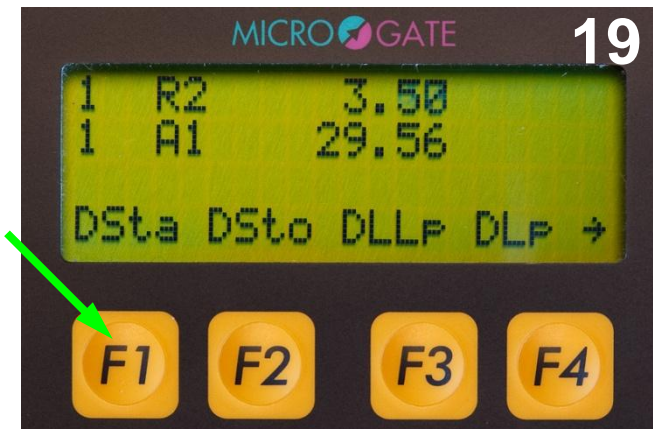 MICRO GATE
19
1 R2 3.50
1 A1 29.56
DSta DSto DLLp DLp →
F1 F2 F3 F4